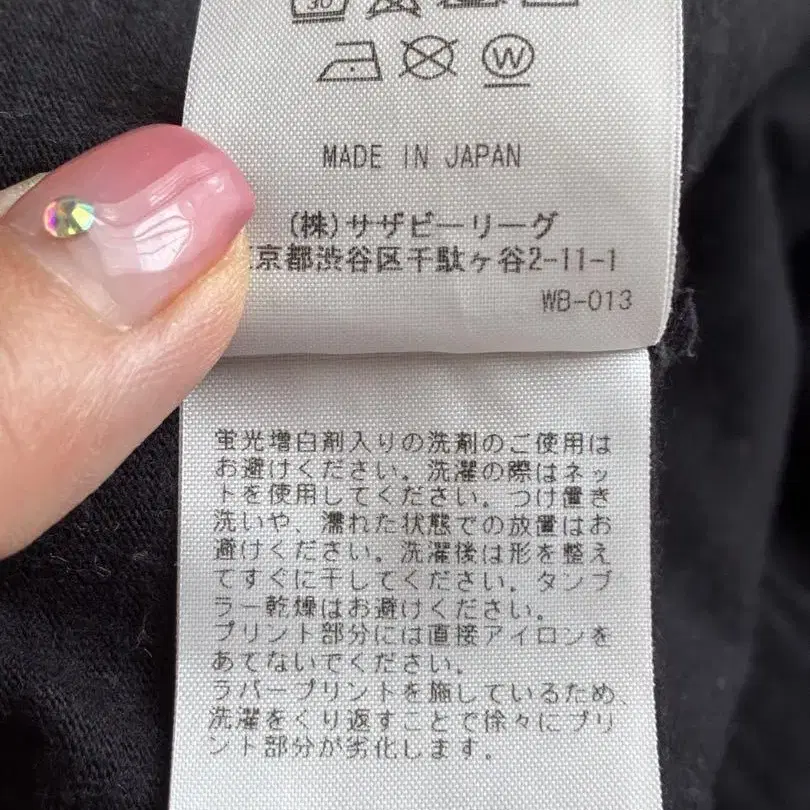 30
W
MADE IN JAPAN
(株)サザビーリーグ
京都渋谷区千駄ヶ谷2-11-1
WB-013
蛍光増白剤入りの洗剤のご使用は
お避けください。洗濯の際はネッ
トを使用してください。つけ置き
洗いや、濡れた状態での放置はお
避けください。洗濯後は形を整え
てすぐに干してください。タンブ
ラー乾燥はお避けください。
プリント部分には直接アイロンを
あてないでください。
ラバープリントを施しているため、
洗濯をくり返すことで徐々にプリ
ント部分が劣化します。